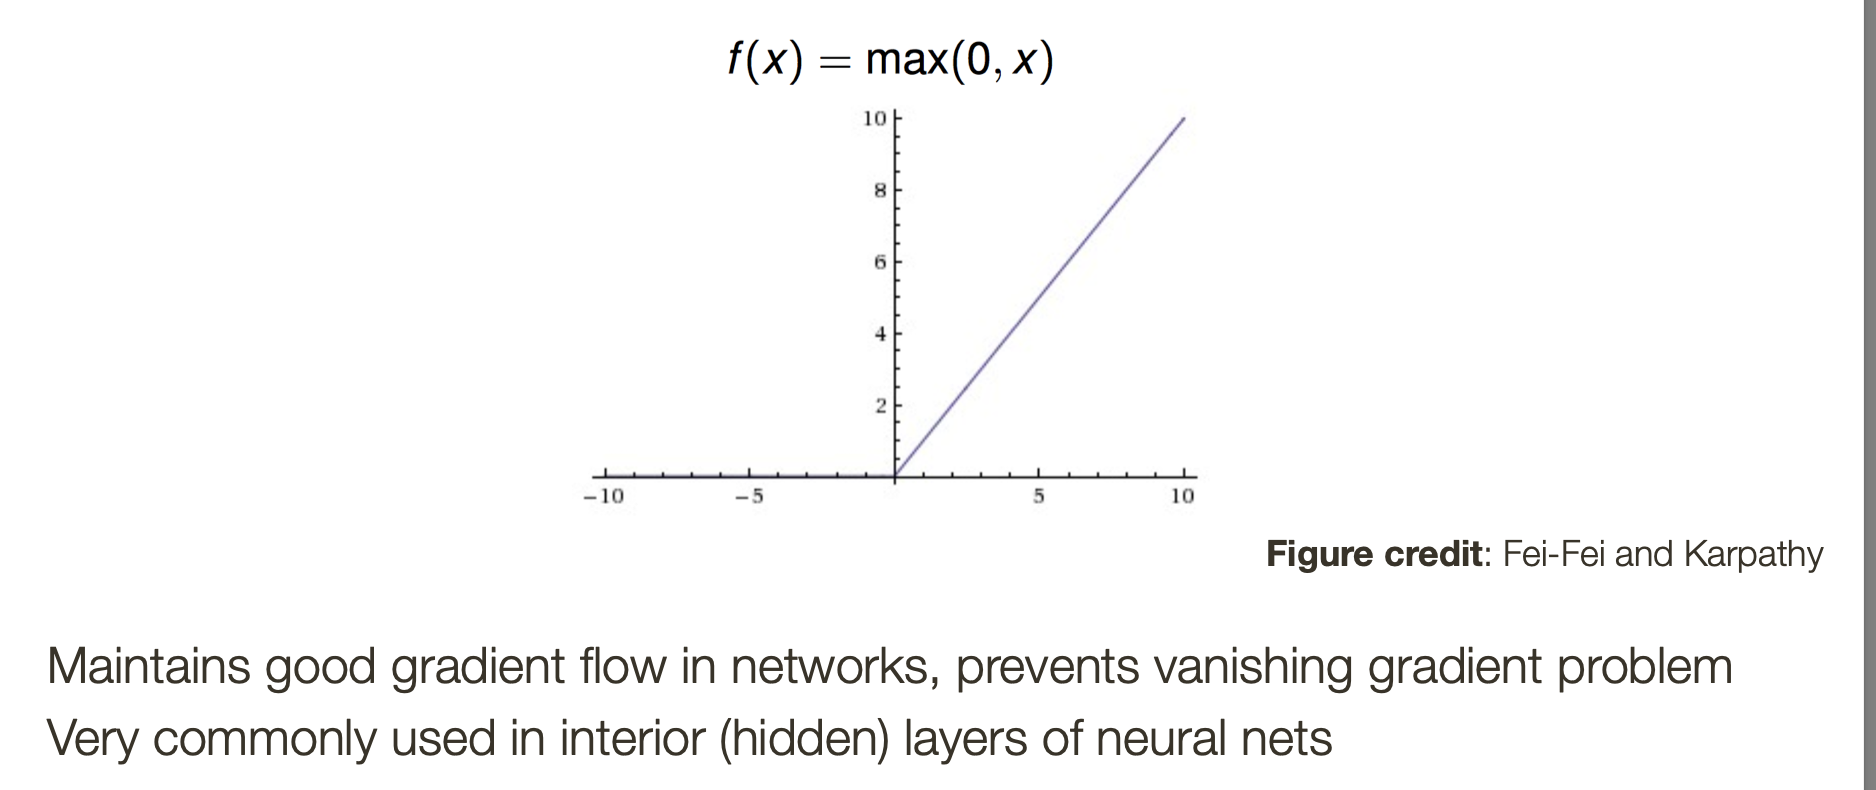 f(x) = max(0, x)
10
8
6
4
2
−10 −5 5 10
Figure credit: Fei-Fei and Karpathy
Maintains good gradient flow in networks, prevents vanishing gradient problem
Very commonly used in interior (hidden) layers of neural nets